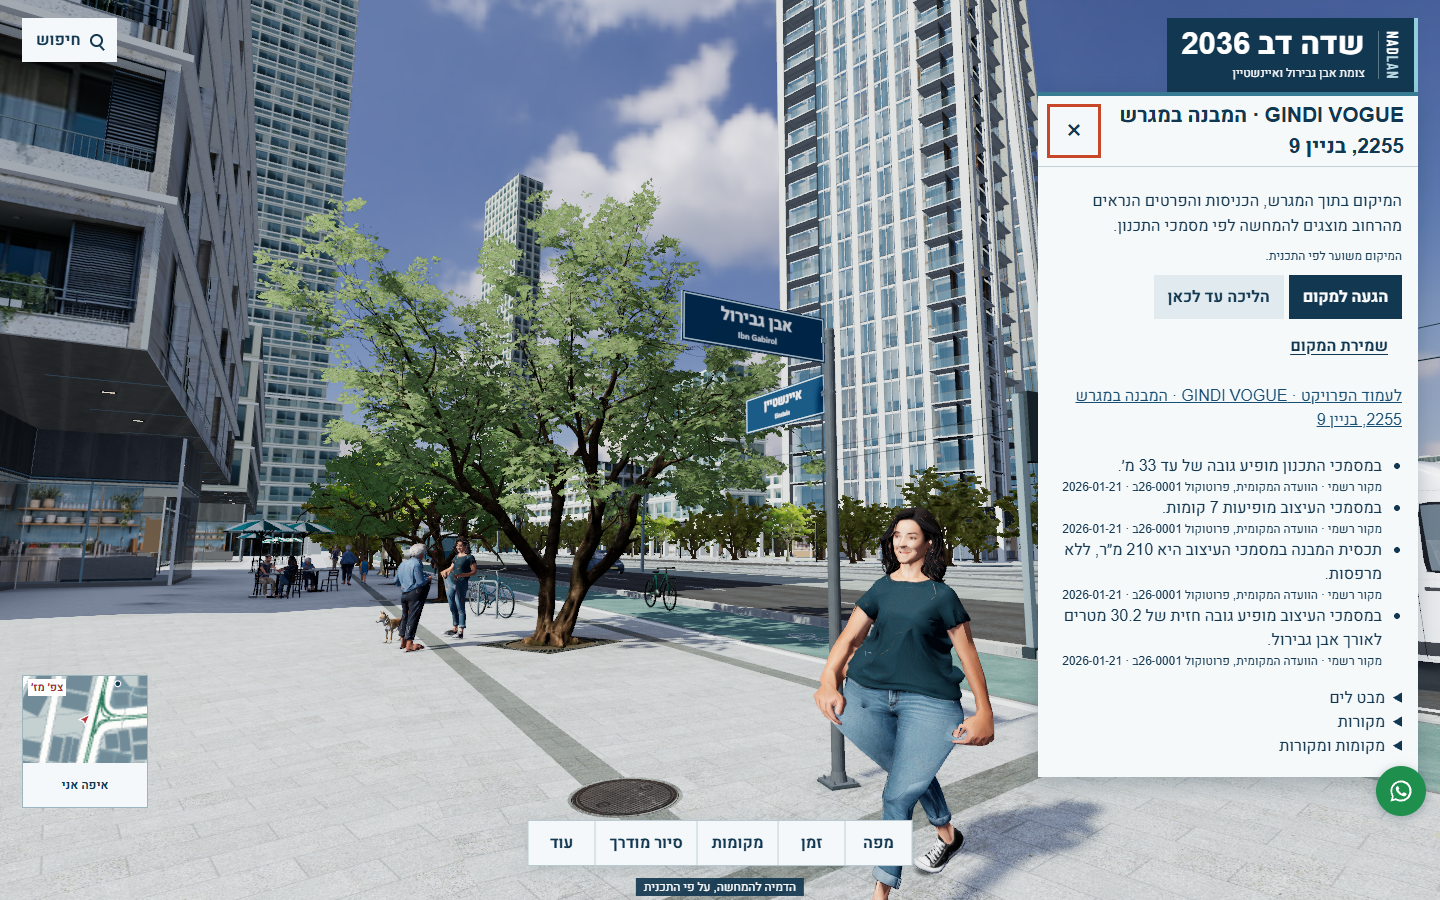 חיפוש
NADLAN
שדה דב 2036
צומת אבן גבירול ואיינשטיין
GINDI VOGUE · המבנה במגרש
2255, בניין 9
×
המיקום בתוך המגרש, הכניסות והפרטים הנראים
מהרחוב מוצגים להמחשה לפי מסמכי התכנון.
המיקום משוער לפי התכנית.
הגעה למקום
הליכה עד לכאן
שמירת המקום
לעמוד הפרויקט · GINDI VOGUE · המבנה במגרש
2255, בניין 9
במסמכי התכנון מופיע גובה של עד 33 מ׳.
מקור רשמי · הוועדה המקומית, פרוטוקול 26-0001ב · 2026-01-21
במסמכי העיצוב מופיעות 7 קומות.
מקור רשמי · הוועדה המקומית, פרוטוקול 26-0001ב · 2026-01-21
תכסית המבנה במסמכי העיצוב היא 210 מ״ר, ללא
מרפסות.
מקור רשמי · הוועדה המקומית, פרוטוקול 26-0001ב · 2026-01-21
במסמכי העיצוב מופיע גובה חזית של 30.2 מטרים
לאורך אבן גבירול.
מקור רשמי · הוועדה המקומית, פרוטוקול 26-0001ב · 2026-01-21
מבט לים
מקורות
מקומות ומקורות
אבן גבירול
Ibn Gabirol
איינשטיין
Einstein
צפ׳ מז׳
איפה אני
מפה
זמן
מקומות
סיור מודרך
עוד
הדמיה להמחשה, על פי התכנית